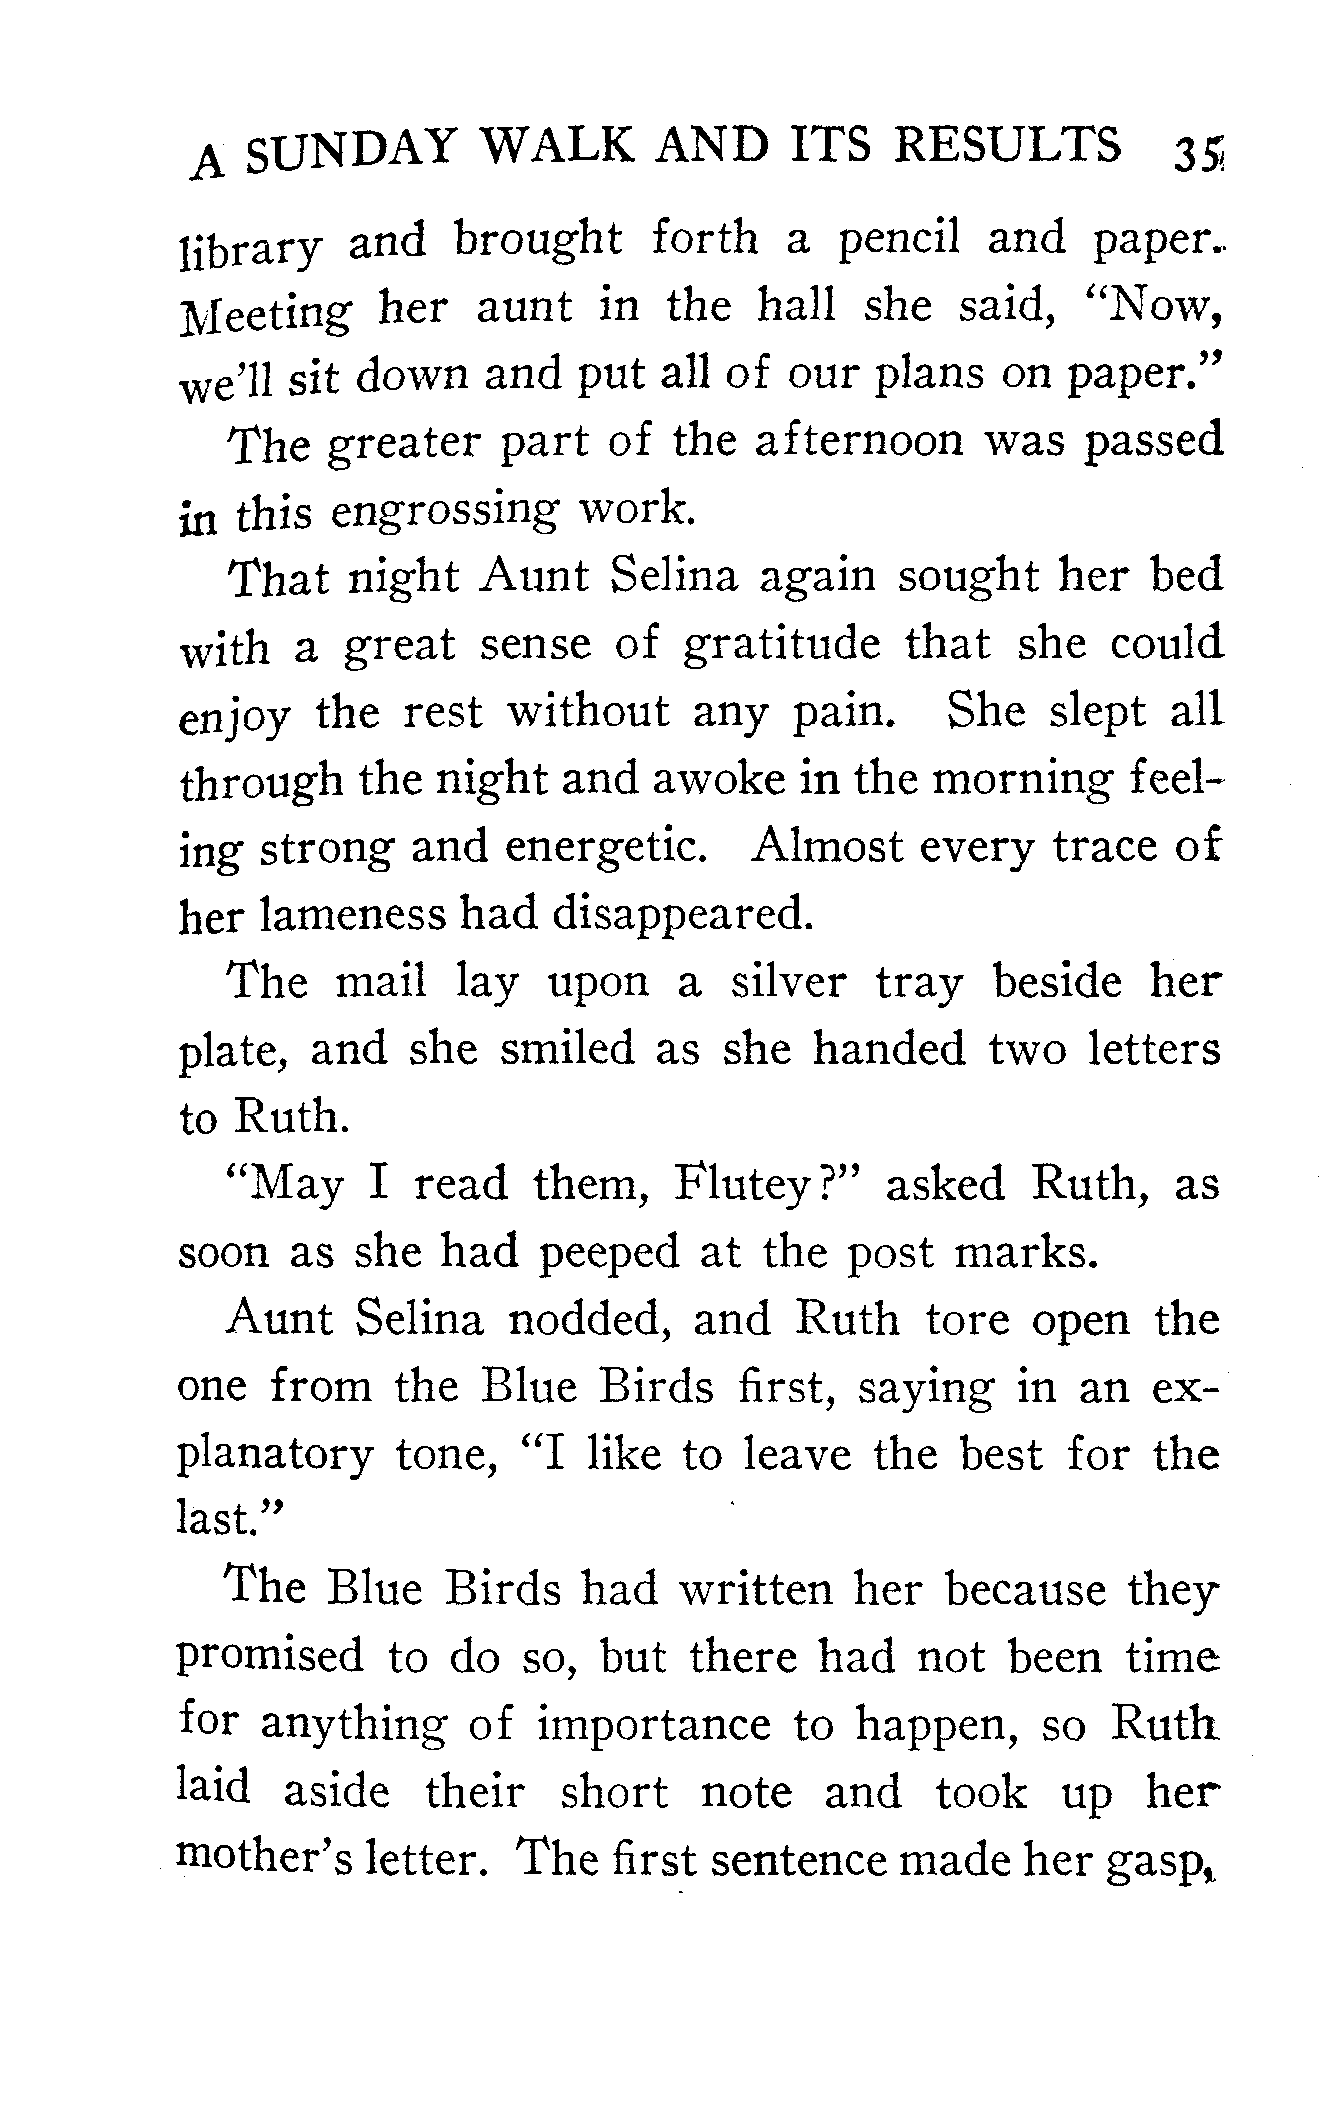 A SUNDAY WALK AND ITS RESULTS 35
library and brought forth a pencil and paper.
Meeting her aunt in the hall she said, “Now,
we’ll sit down and put all of our plans on paper.”
The greater part of the afternoon was passed
in this engrossing work.
That night Aunt Selina again sought her bed
with a great sense of gratitude that she could
enjoy the rest without any pain. She slept all
through the night and awoke in the morning feel-
ing strong and energetic. Almost every trace of
her lameness had disappeared.
The mail lay upon a silver tray beside her
plate, and she smiled as she handed two letters
to Ruth.
“May I read them, Flutey?” asked Ruth, as
soon as she had peeped at the post marks.
Aunt Selina nodded, and Ruth tore open the
one from the Blue Birds first, saying in an ex-
planatory tone, “I like to leave the best for the
last.”
The Blue Birds had written her because they
promised to do so, but there had not been time
for anything of importance to happen, so Ruth
laid aside their short note and took up her
mother’s letter. The first sentence made her gasp,